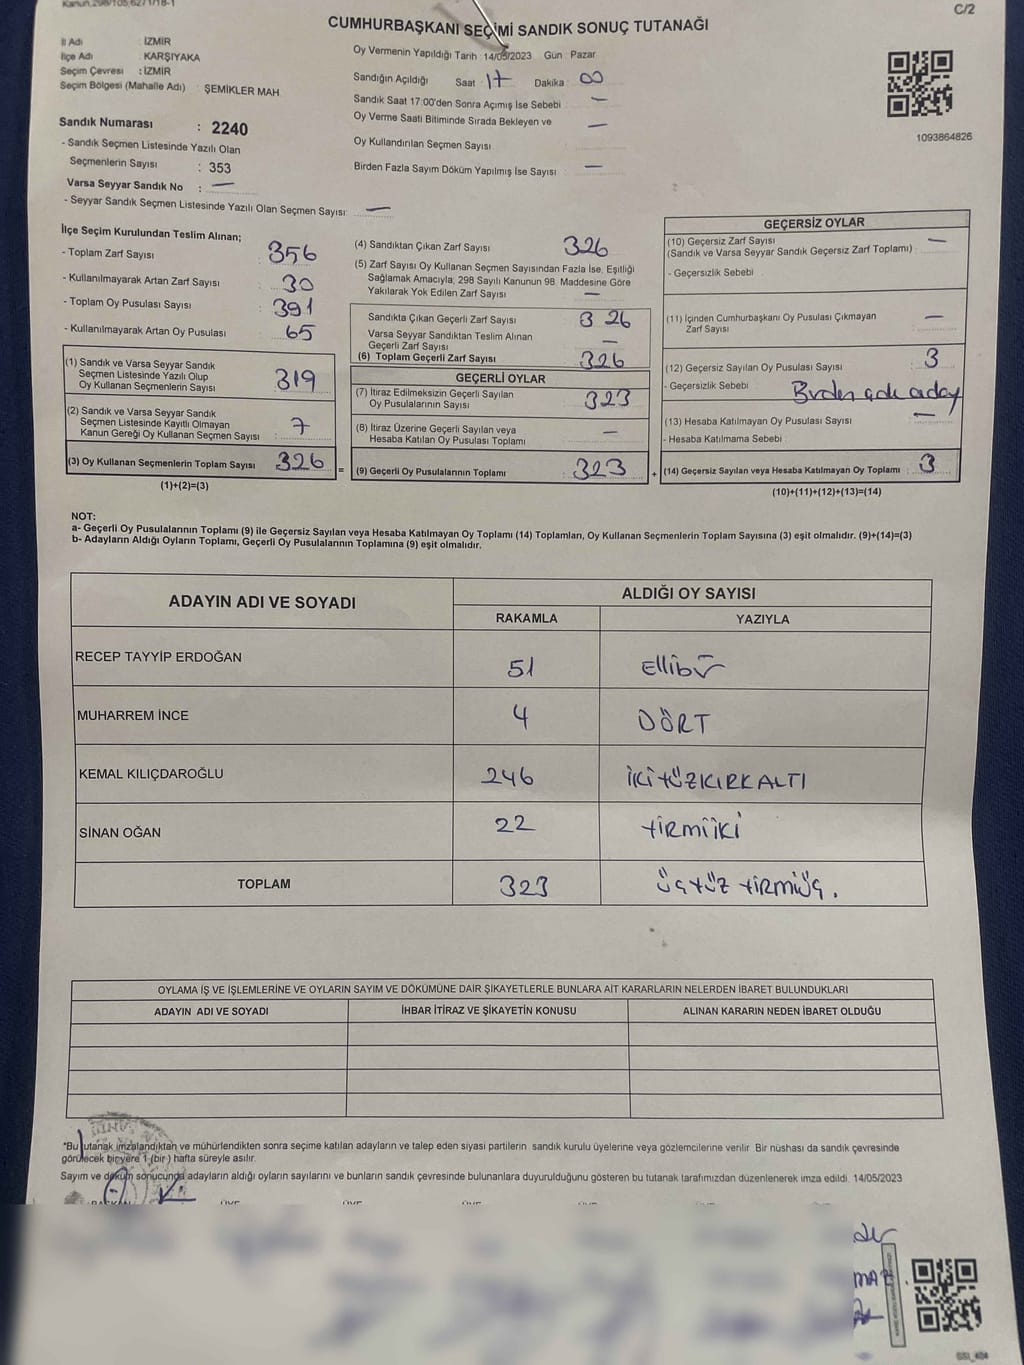 Kanun,298/105,6271/18-1
C/2
CUMHURBAŞKANI SEÇİMİ SANDIK SONUÇ TUTANAĞI
İl Adı : İZMİR
İlçe Adı : KARŞIYAKA
Seçim Çevresi : İZMİR
Seçim Bölgesi (Mahalle Adı) : ŞEMİKLER MAH
Sandık Numarası : 2240
- Sandık Seçmen Listesinde Yazılı Olan
Seçmenlerin Sayısı : 353
Varsa Seyyar Sandık No : —
- Seyyar Sandık Seçmen Listesinde Yazılı Olan Seçmen Sayısı: —
Oy Vermenin Yapıldığı Tarih 14/05/2023 Gün Pazar
Sandığın Açıldığı Saat 17 Dakika 00
Sandık Saat 17:00'den Sonra Açımış İse Sebebi —
Oy Verme Saati Bitiminde Sırada Bekleyen ve —
Oy Kullandırılan Seçmen Sayısı
Birden Fazla Sayım Döküm Yapılmış İse Sayısı —
1093864826
İlçe Seçim Kurulundan Teslim Alınan;
- Toplam Zarf Sayısı : 356
- Kullanılmayarak Artan Zarf Sayısı : 30
- Toplam Oy Pusulası Sayısı : 391
- Kullanılmayarak Artan Oy Pusulası : 65
(1) Sandık ve Varsa Seyyar Sandık
Seçmen Listesinde Yazılı Olup
Oy Kullanan Seçmenlerin Sayısı : 319
(2) Sandık ve Varsa Seyyar Sandık
Seçmen Listesinde Kayıtlı Olmayan
Kanun Gereği Oy Kullanan Seçmen Sayısı : 7
(3) Oy Kullanan Seçmenlerin Toplam Sayısı : 326
(1)+(2)=(3)
=
(4) Sandıktan Çıkan Zarf Sayısı : 326
(5) Zarf Sayısı Oy Kullanan Seçmen Sayısından Fazla İse, Eşitliği
Sağlamak Amacıyla, 298 Sayılı Kanunun 98. Maddesine Göre
Yakılarak Yok Edilen Zarf Sayısı : —
Sandıkta Çıkan Geçerli Zarf Sayısı : 326
Varsa Seyyar Sandıktan Teslim Alınan
Geçerli Zarf Sayısı : —
(6) Toplam Geçerli Zarf Sayısı : 326
GEÇERLİ OYLAR
(7) İtiraz Edilmeksizin Geçerli Sayılan
Oy Pusulalarının Sayısı : 323
(8) İtiraz Üzerine Geçerli Sayılan veya
Hesaba Katılan Oy Pusulası Toplamı : —
(9) Geçerli Oy Pusulalarının Toplamı : 323
+
GEÇERSİZ OYLAR
(10) Geçersiz Zarf Sayısı : —
(Sandık ve Varsa Seyyar Sandık Geçersiz Zarf Toplamı)
- Geçersizlik Sebebi
(11) İçinden Cumhurbaşkanı Oy Pusulası Çıkmayan : —
Zarf Sayısı
(12) Geçersiz Sayılan Oy Pusulası Sayısı : 3
- Geçersizlik Sebebi : Birden çok aday
(13) Hesaba Katılmayan Oy Pusulası Sayısı : —
- Hesaba Katılmama Sebebi
(14) Geçersiz Sayılan veya Hesaba Katılmayan Oy Toplamı : 3
(10)+(11)+(12)+(13)=(14)
NOT:
a- Geçerli Oy Pusulalarının Toplamı (9) ile Geçersiz Sayılan veya Hesaba Katılmayan Oy Toplamı (14) Toplamları, Oy Kullanan Seçmenlerin Toplam Sayısına (3) eşit olmalıdır. (9)+(14)=(3)
b- Adayların Aldığı Oyların Toplamı, Geçerli Oy Pusulalarının Toplamına (9) eşit olmalıdır.
ADAYIN ADI VE SOYADI
ALDIĞI OY SAYISI
RAKAMLA YAZIYLA
RECEP TAYYİP ERDOĞAN 51 Ellibir
MUHARREM İNCE 4 DÖRT
KEMAL KILIÇDAROĞLU 246 İKİYÜZKIRKALTI
SİNAN OĞAN 22 YİRMİİKİ
TOPLAM 323 ÜÇYÜZ YİRMİÜÇ.
OYLAMA İŞ VE İŞLEMLERİNE VE OYLARIN SAYIM VE DÖKÜMÜNE DAİR ŞİKAYETLERLE BUNLARA AİT KARARLARIN NELERDEN İBARET BULUNDUKLARI
ADAYIN ADI VE SOYADI İHBAR İTİRAZ VE ŞİKAYETİN KONUSU ALINAN KARARIN NEDEN İBARET OLDUĞU
*Bu tutanak imzalandıktan ve mühürlendikten sonra seçime katılan adayların ve talep eden siyasi partilerin sandık kurulu üyelerine veya gözlemcilerine verilir. Bir nüshası da sandık çevresinde
görülecek bir yere 1 (bir) hafta süreyle asılır.
Sayım ve döküm sonucunda adayların aldığı oyların sayılarını ve bunların sandık çevresinde bulunanlara duyurulduğunu gösteren bu tutanak tarafımızdan düzenlenerek imza edildi. 14/05/2023